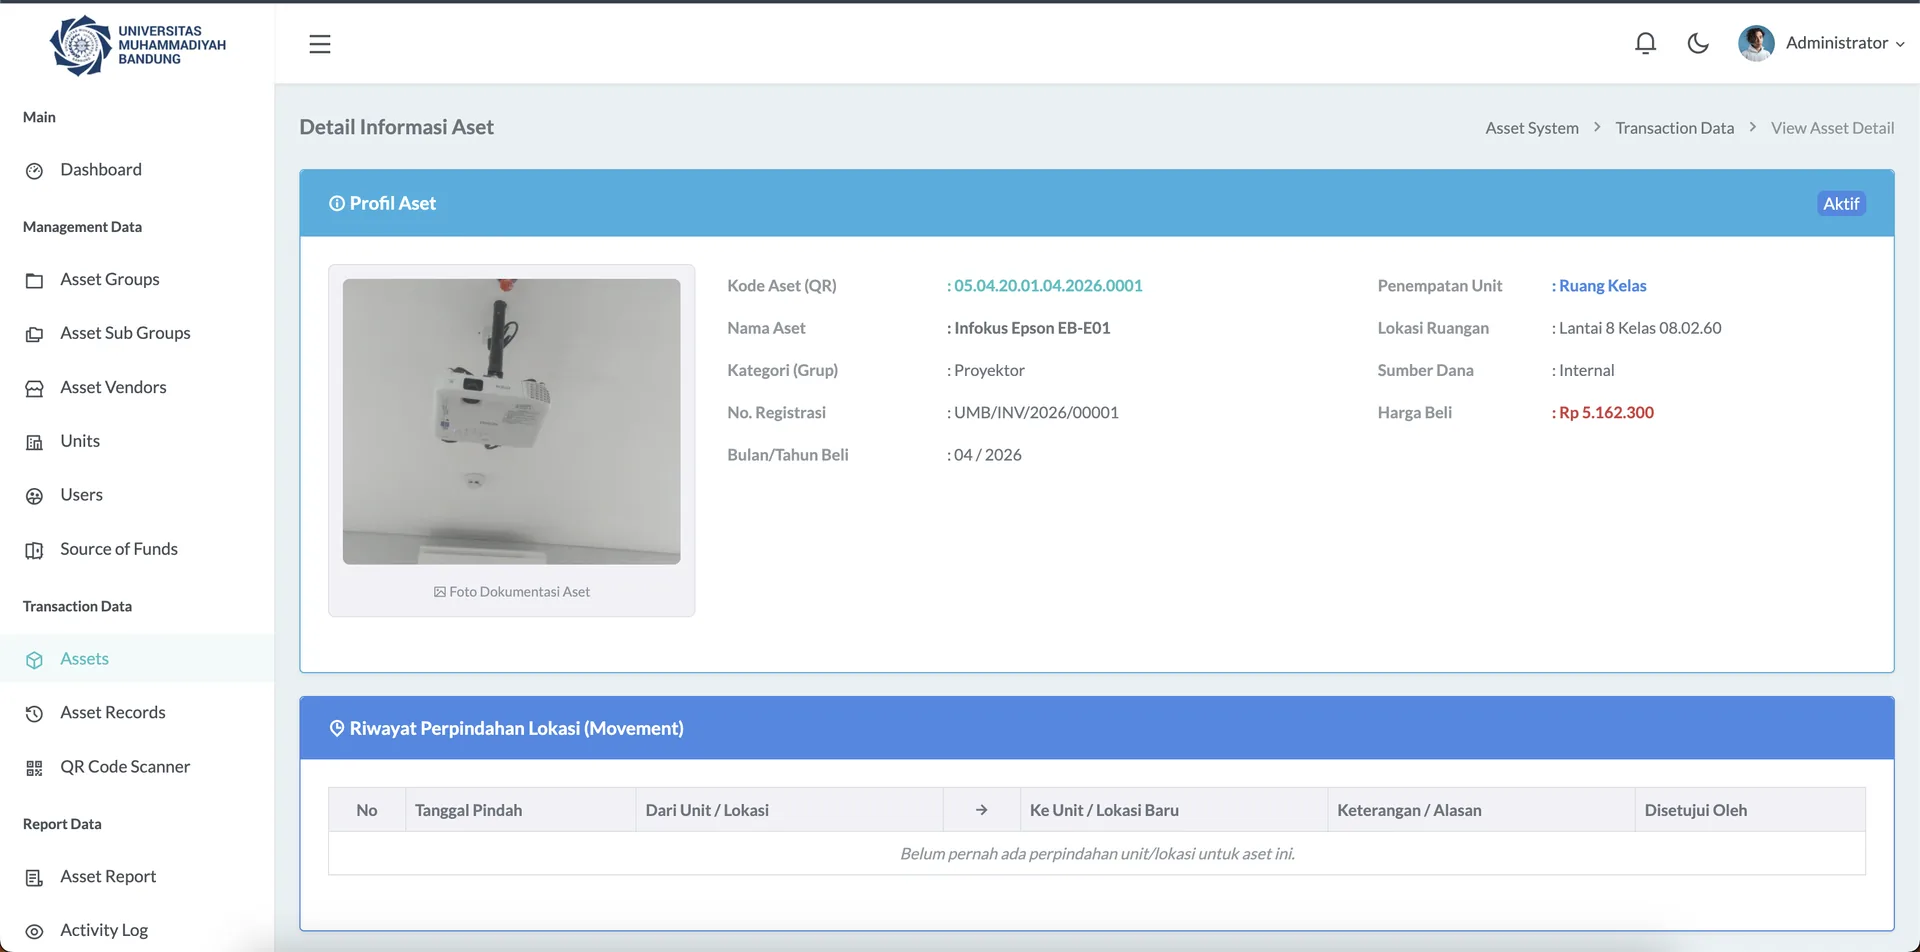 UNIVERSITAS
MUHAMMADIYAH
BANDUNG
Administrator
Main
Dashboard
Management Data
Asset Groups
Asset Sub Groups
Asset Vendors
Units
Users
Source of Funds
Transaction Data
Assets
Asset Records
QR Code Scanner
Report Data
Asset Report
Activity Log
Detail Informasi Aset
Asset System > Transaction Data > View Asset Detail
Profil Aset
Aktif
Foto Dokumentasi Aset
Kode Aset (QR) : 05.04.20.01.04.2026.0001
Nama Aset : Infokus Epson EB-E01
Kategori (Grup) : Proyektor
No. Registrasi : UMB/INV/2026/00001
Bulan/Tahun Beli : 04 / 2026
Penempatan Unit : Ruang Kelas
Lokasi Ruangan : Lantai 8 Kelas 08.02.60
Sumber Dana : Internal
Harga Beli : Rp 5.162.300
Riwayat Perpindahan Lokasi (Movement)
No Tanggal Pindah Dari Unit / Lokasi → Ke Unit / Lokasi Baru Keterangan / Alasan Disetujui Oleh
Belum pernah ada perpindahan unit/lokasi untuk aset ini.